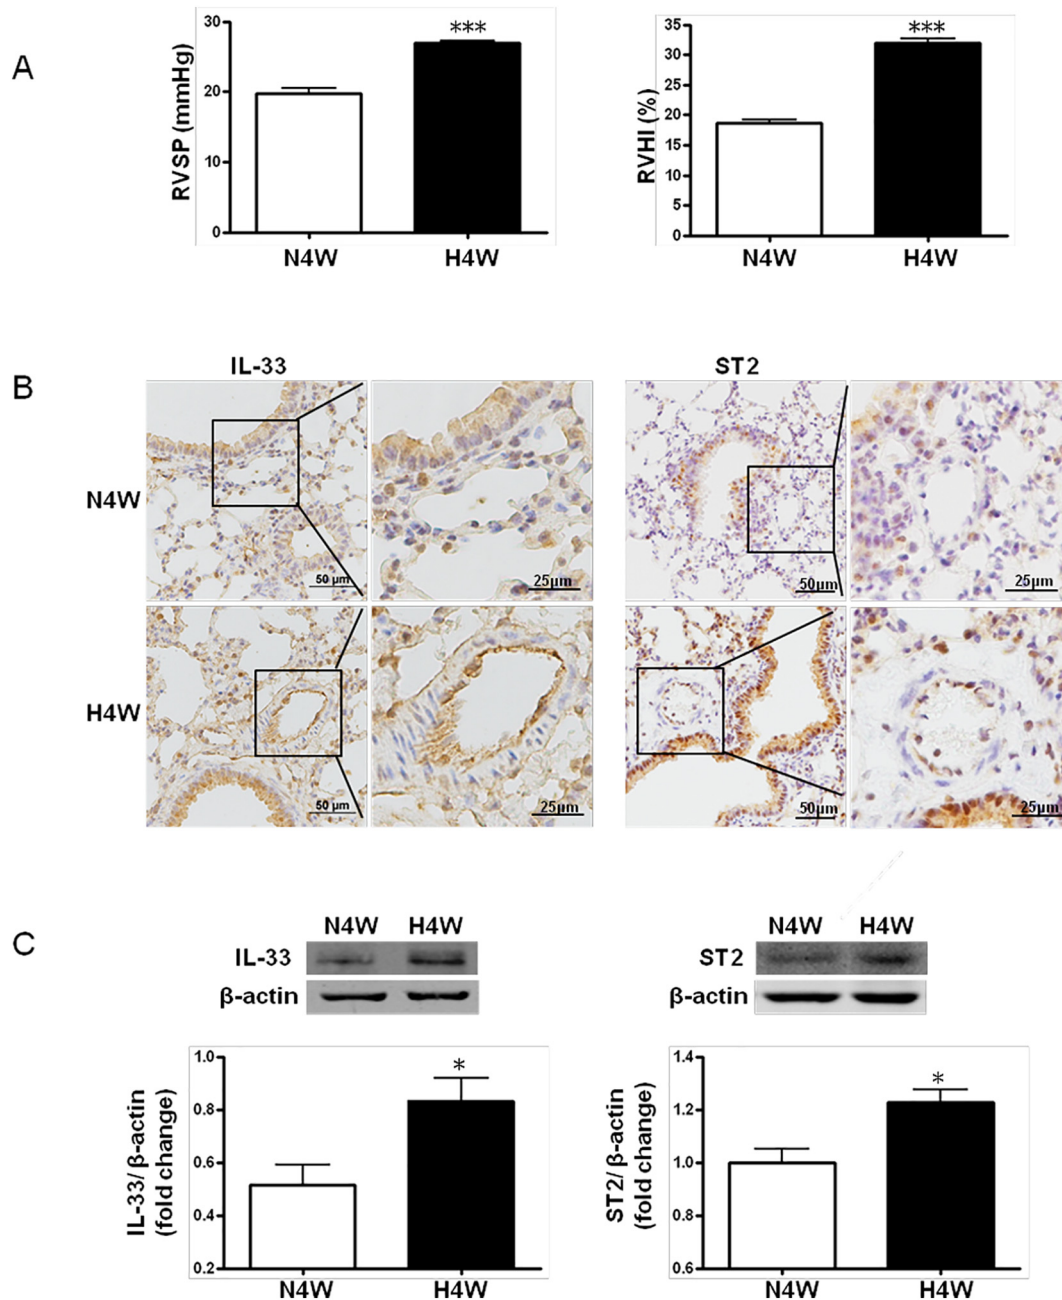 A
RVSP (mmHg)
30
20
10
0
***
N4W
H4W
RVHI (%)
35
30
25
20
15
10
5
0
***
N4W
H4W
B
IL-33
ST2
N4W
50 µm
25µm
50µm
25µm
H4W
50 µm
25µm
50µm
25µm
C
N4W H4W
IL-33
β-actin
N4W H4W
ST2
β-actin
IL-33/ β-actin
(fold change)
1.0
0.8
0.6
0.4
0.2
*
N4W
H4W
ST2/ β-actin
(fold change)
1.4
1.2
1.0
0.8
0.6
*
N4W
H4W